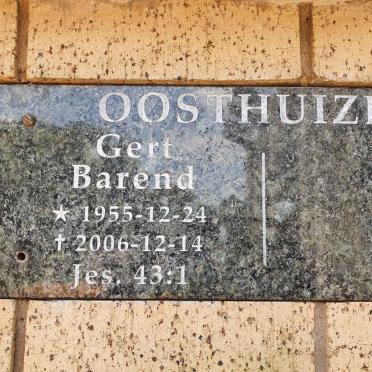 OOSTHUIZ
Gert
Barend
★ 1955-12-24
† 2006-12-14
Jes. 43:1